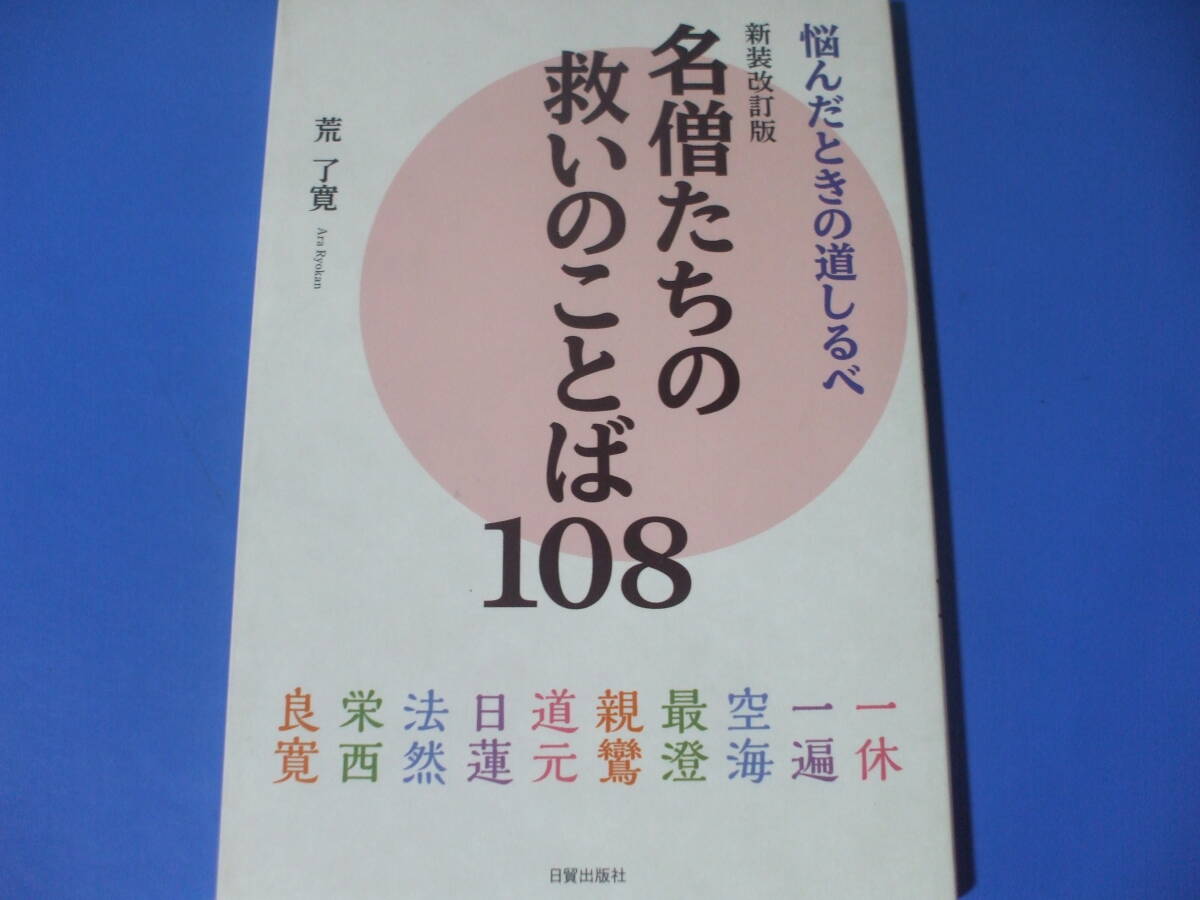 悩んだときの道しるべ
新装改訂版
名僧たちの
救いのことば
108
荒 了寛
Ara Ryokan
一休
一遍
空海
最澄
親鸞
道元
日蓮
法然
栄西
良寛
日貿出版社